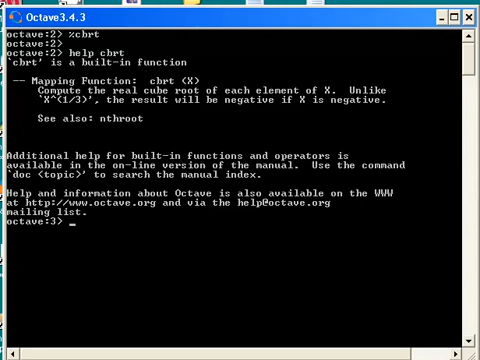 Octave3.4.3
octave:2> %cbrt
octave:2>
octave:2> help cbrt
`cbrt' is a built-in function
-- Mapping Function:  cbrt (X)
Compute the real cube root of each element of X.  Unlike
`X^(1/3)', the result will be negative if X is negative.
See also: nthroot
Additional help for built-in functions and operators is
available in the on-line version of the manual.  Use the command
`doc <topic>' to search the manual index.
Help and information about Octave is also available on the WWW
at http://www.octave.org and via the help@octave.org
mailing list.
octave:3> _